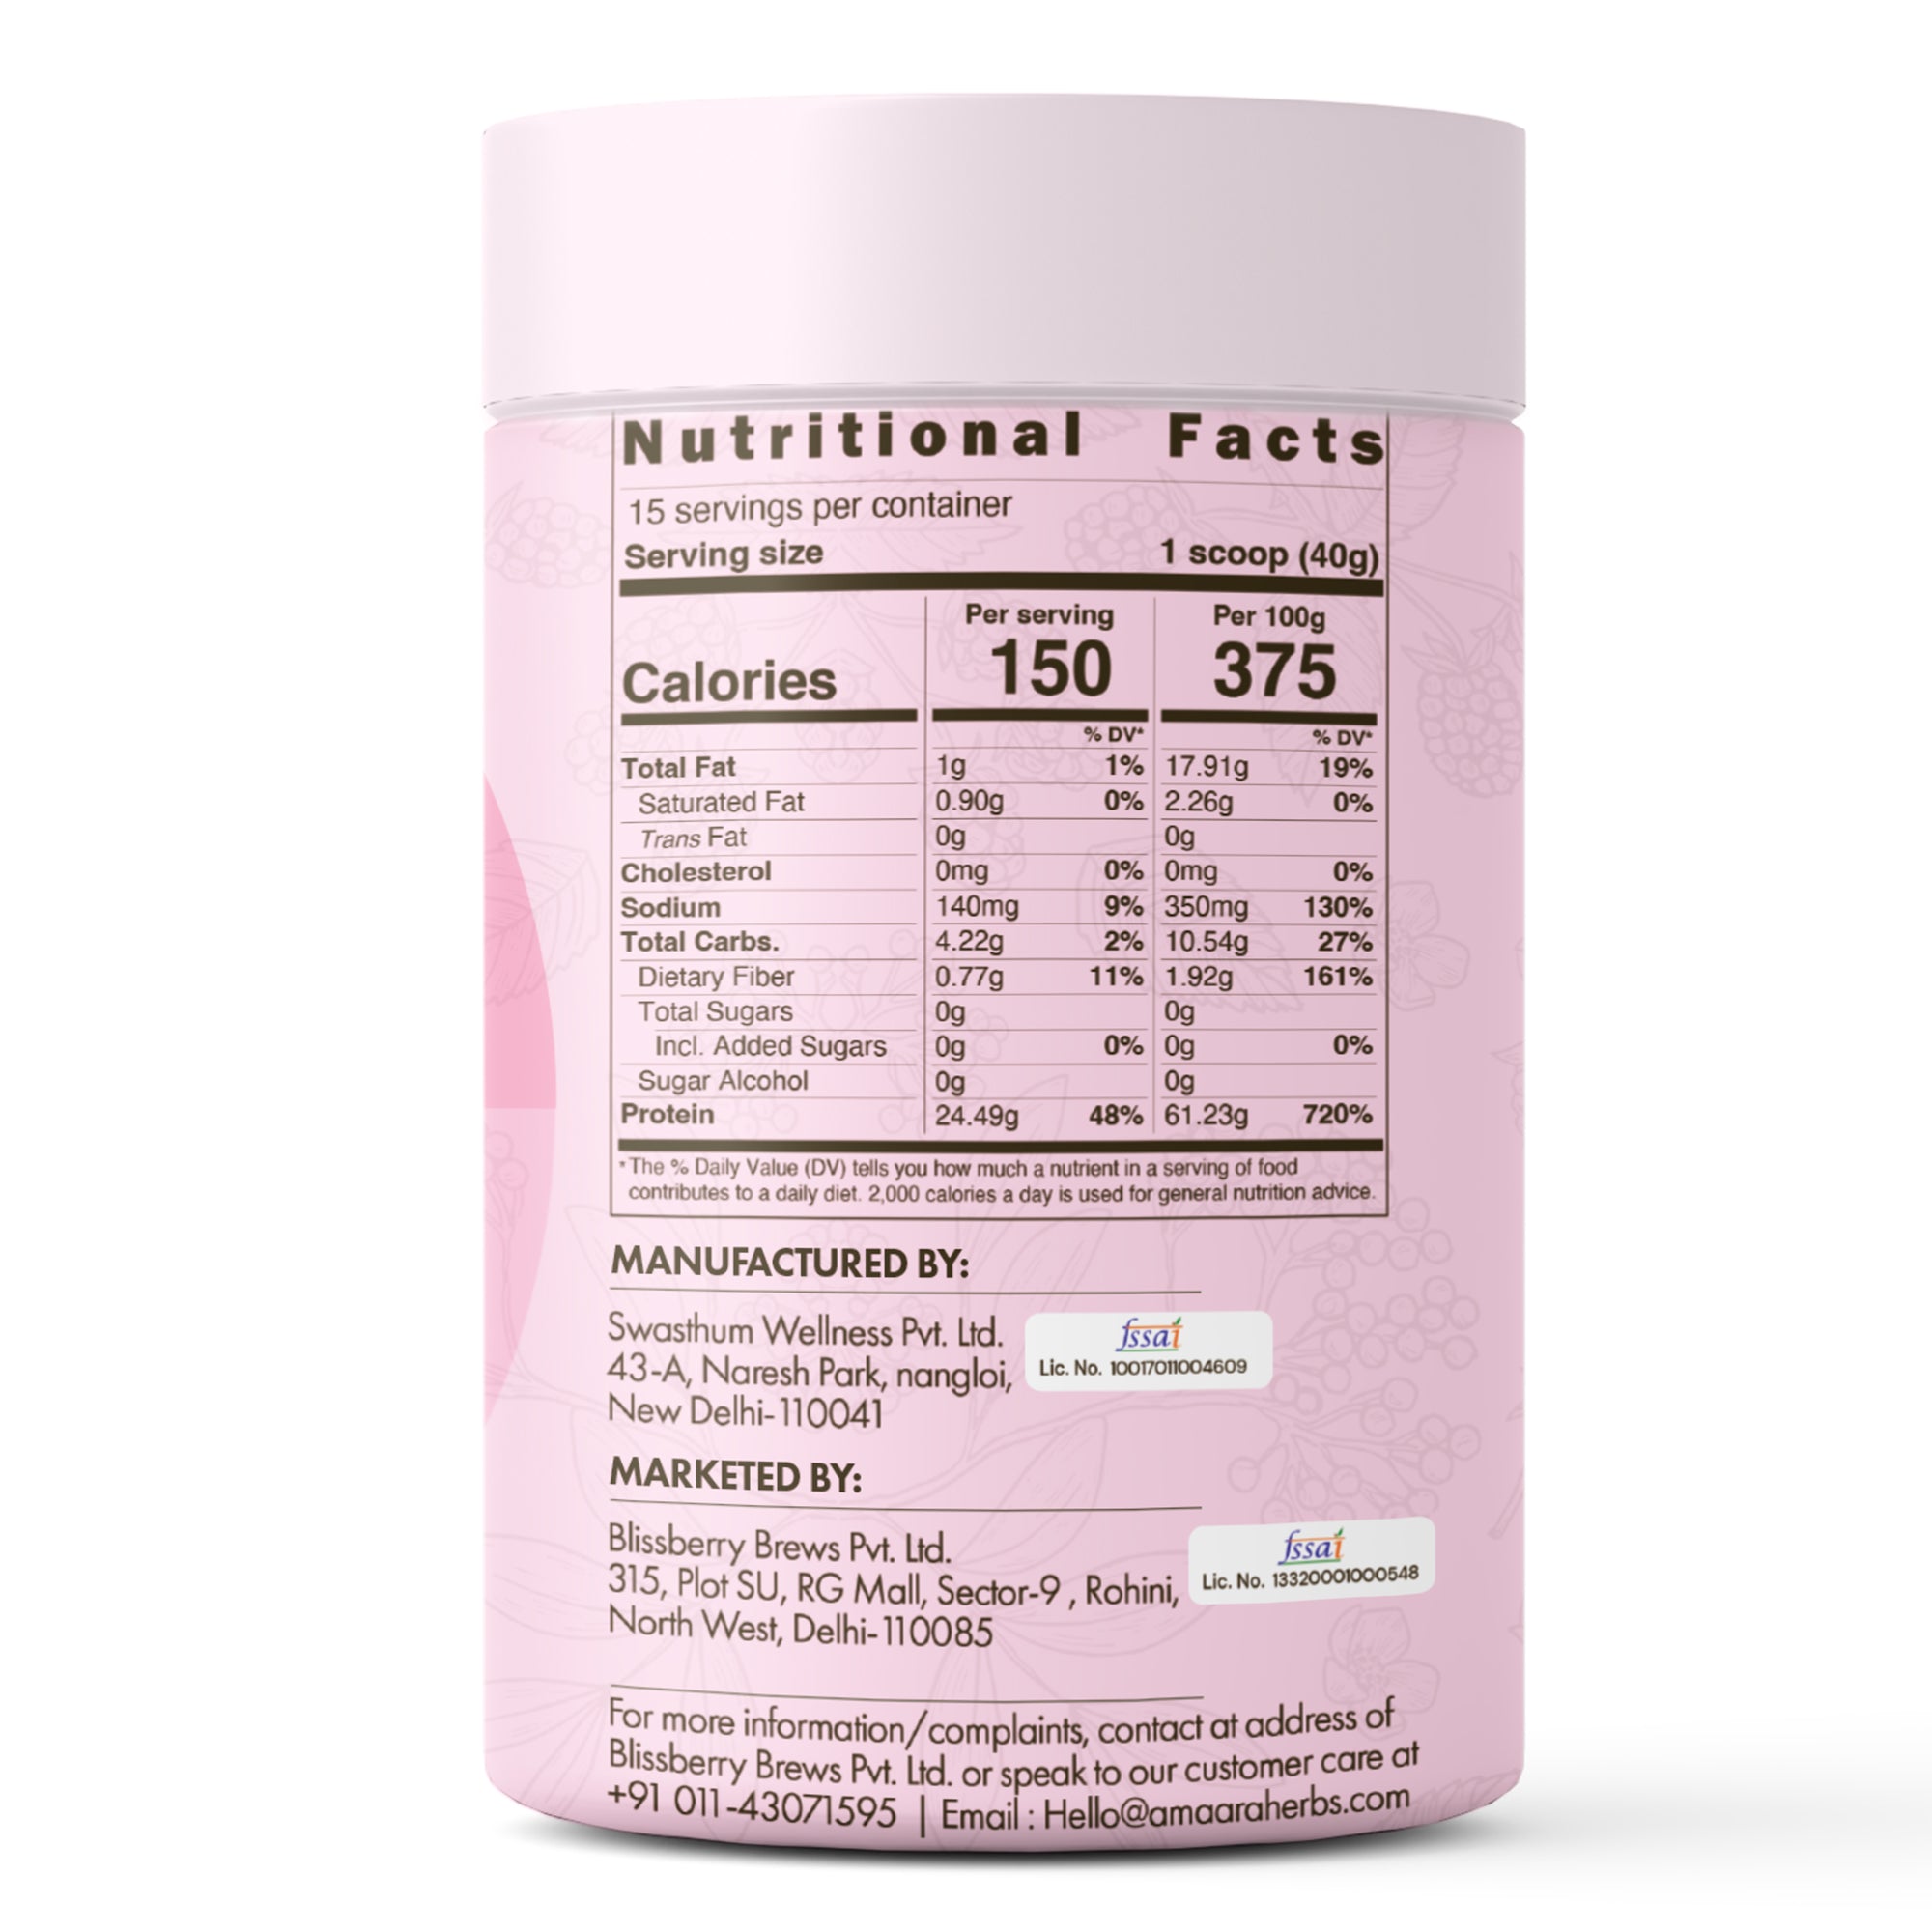 Nutritional Facts
15 servings per container
Serving size 1 scoop (40g)
Per serving Per 100g
Calories 150 375
% DV* % DV*
Total Fat 1g 1% 17.91g 19%
Saturated Fat 0.90g 0% 2.26g 0%
Trans Fat 0g 0g
Cholesterol 0mg 0% 0mg 0%
Sodium 140mg 9% 350mg 130%
Total Carbs. 4.22g 2% 10.54g 27%
Dietary Fiber 0.77g 11% 1.92g 161%
Total Sugars 0g 0g
Incl. Added Sugars 0g 0% 0g 0%
Sugar Alcohol 0g 0g
Protein 24.49g 48% 61.23g 720%
*The % Daily Value (DV) tells you how much a nutrient in a serving of food
contributes to a daily diet. 2,000 calories a day is used for general nutrition advice.
MANUFACTURED BY:
Swasthum Wellness Pvt. Ltd.
43-A, Naresh Park, nangloi,
New Delhi-110041
fssai
Lic. No. 10017011004609
MARKETED BY:
Blissberry Brews Pvt. Ltd.
315, Plot SU, RG Mall, Sector-9 , Rohini,
North West, Delhi-110085
fssai
Lic. No. 13320001000548
For more information/complaints, contact at address of
Blissberry Brews Pvt. Ltd. or speak to our customer care at
+91 011-43071595 | Email : Hello@amaaraherbs.com